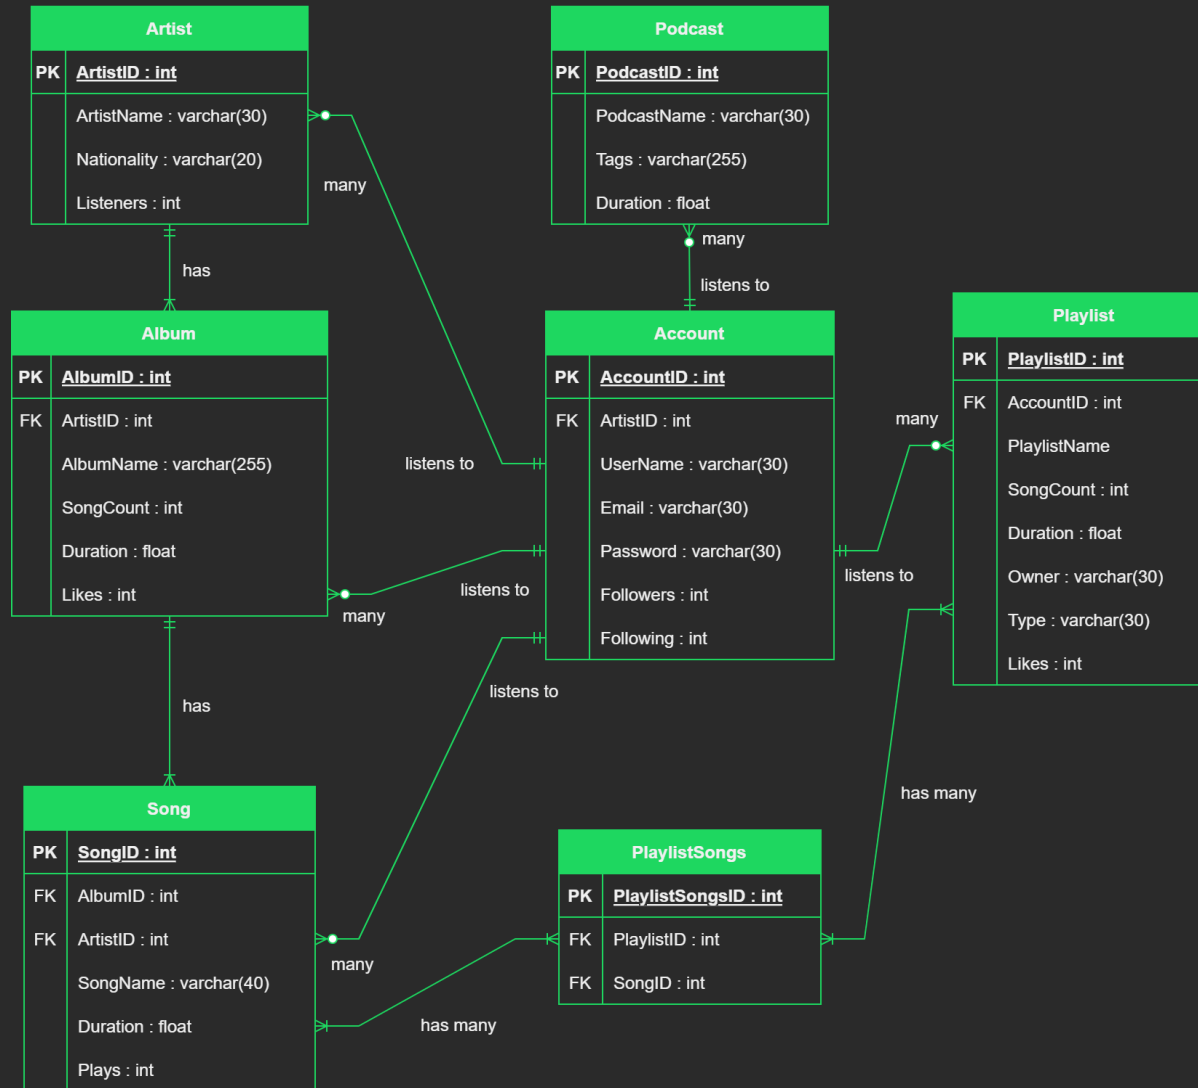 Artist
PK ArtistID : int
ArtistName : varchar(30)
Nationality : varchar(20)
Listeners : int
Podcast
PK PodcastID : int
PodcastName : varchar(30)
Tags : varchar(255)
Duration : float
many
many
has
listens to
Album
PK AlbumID : int
FK ArtistID : int
AlbumName : varchar(255)
SongCount : int
Duration : float
Likes : int
Account
PK AccountID : int
FK ArtistID : int
UserName : varchar(30)
Email : varchar(30)
Password : varchar(30)
Followers : int
Following : int
Playlist
PK PlaylistID : int
FK AccountID : int
PlaylistName
SongCount : int
Duration : float
Owner : varchar(30)
Type : varchar(30)
Likes : int
many
listens to
listens to
listens to
many
listens to
has
many
has many
has many
Song
PK SongID : int
FK AlbumID : int
FK ArtistID : int
SongName : varchar(40)
Duration : float
Plays : int
PlaylistSongs
PK PlaylistSongsID : int
FK PlaylistID : int
FK SongID : int